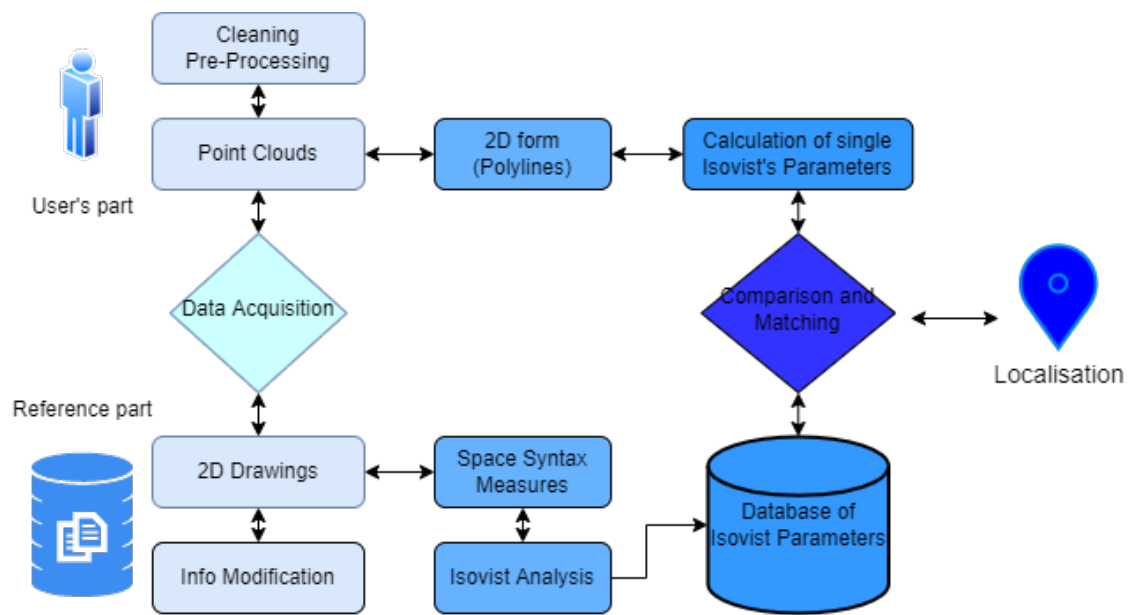 Cleaning
Pre-Processing
Point Clouds
2D form
(Polylines)
Calculation of single
Isovist's Parameters
User's part
Data Acquisition
Comparison and
Matching
Localisation
Reference part
2D Drawings
Space Syntax
Measures
Database of
Isovist Parameters
Info Modification
Isovist Analysis